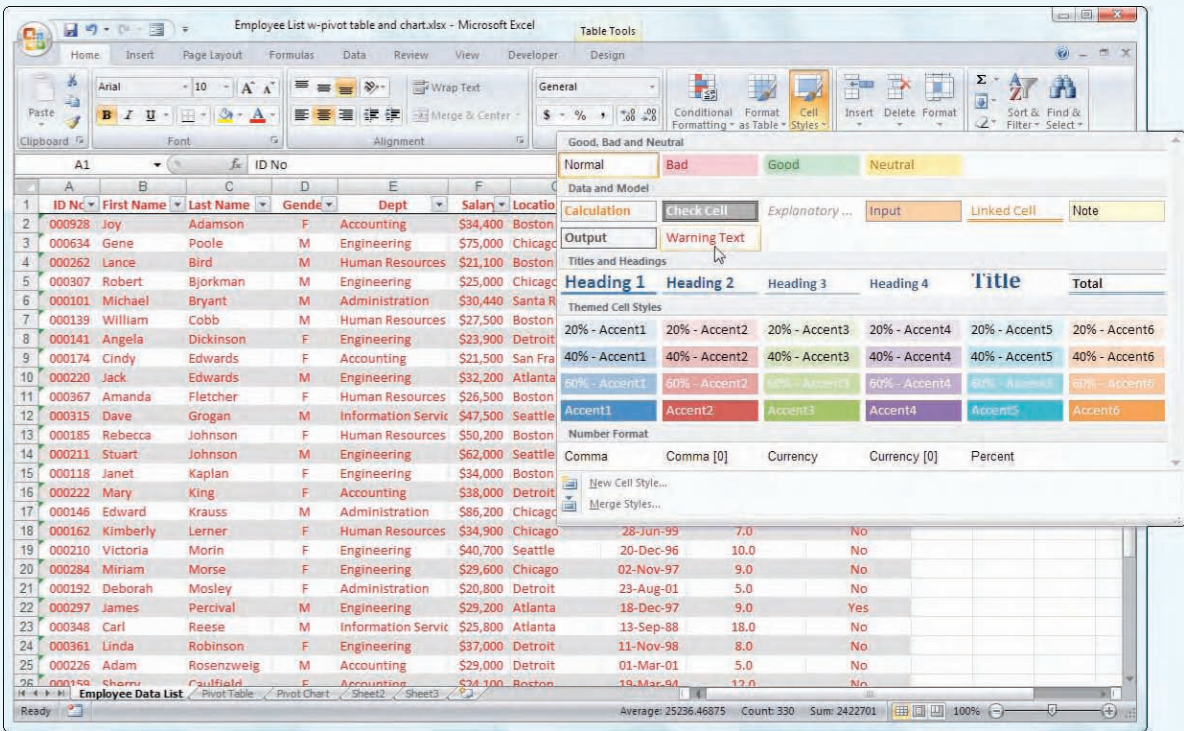 Employee List w-pivot table and chart.xlsx - Microsoft Excel Table Tools
Home Insert Page Layout Formulas Data Review View Developer Design
Arial 10 Wrap Text General
Paste B I U Merge & Center $ % , Conditional Formatting Format as Table Cell Styles Insert Delete Format Σ Sort & Filter Find & Select
Clipboard Font Alignment
A1 fx ID No
A B C D E F
1 First Name Last Name Dept
2 000928 Joy Adamson F Accounting $34,400 Boston
3 000634 Gene Poole M Engineering $75,000
4 000262 Lance Bird M Human Resources $21,100 Boston
5 000307 Robert Bjorkman M Engineering $25,000
6 000101 Michael Bryant M Administration $30,440 Santa R
7 000139 William Cobb M Human Resources $27,500 Boston
8 000141 Angela Dickinson F Engineering $23,900 Detroit
9 000174 Cindy Edwards F Accounting $21,500 San Fra
10 000220 Jack Edwards M Engineering $32,200 Atlanta
11 000367 Amanda Fletcher F Human Resources $26,500 Boston
12 000315 Dave Grogan M Information Servic $47,500 Seattle
13 000185 Rebecca Johnson F Human Resources $50,200 Boston
14 000211 Stuart Johnson M Engineering $62,000 Seattle
15 000118 Janet Kaplan F Engineering $34,000 Boston
16 000222 Mary King F Accounting $38,000 Detroit
17 000146 Edward Krauss M Administration $86,200 Chicago
18 000162 Kimberly Lerner F Human Resources $34,900 Chicago 28-Jun-99 7.0 No
19 000210 Victoria Morin F Engineering $40,700 Seattle 20-Dec-96 10.0 No
20 000284 Miriam Morse F Engineering $29,600 Chicago 02-Nov-97 9.0 No
21 000192 Deborah Mosley F Administration $20,800 Detroit 23-Aug-01 5.0 No
22 000297 James Percival M Engineering $29,200 Atlanta 18-Dec-97 9.0 Yes
23 000348 Carl Reese M Information Servic $25,800 Atlanta 13-Sep-88 18.0 No
24 000361 Linda Robinson F Engineering $37,000 Detroit 11-Nov-98 8.0 No
25 000226 Adam Rosenzweig M Accounting $29,000 Detroit 01-Mar-01 5.0 No
26 000159 Sherry Caulfield F Accounting $24,100 Boston 19-Mar-94 12.0 No
Good, Bad and Neutral
Normal Bad Good Neutral
Data and Model
Calculation Check Cell Explanatory ... Input Linked Cell Note
Output Warning Text
Titles and Headings
Heading 1 Heading 2 Heading 3 Heading 4 Title Total
Themed Cell Styles
20% - Accent1 20% - Accent2 20% - Accent3 20% - Accent4 20% - Accent5 20% - Accent6
40% - Accent1 40% - Accent2 40% - Accent3 40% - Accent4 40% - Accent5 40% - Accent6
60% - Accent1 60% - Accent2 60% - Accent3 60% - Accent4 60% - Accent5 60% - Accent6
Accent1 Accent2 Accent3 Accent4 Accent5 Accent6
Number Format
Comma Comma [0] Currency Currency [0] Percent
New Cell Style...
Merge Styles...
Employee Data List Pivot Table Pivot Chart Sheet2 Sheet3
Ready Average: 25236.46875 Count: 330 Sum: 2422701 100%